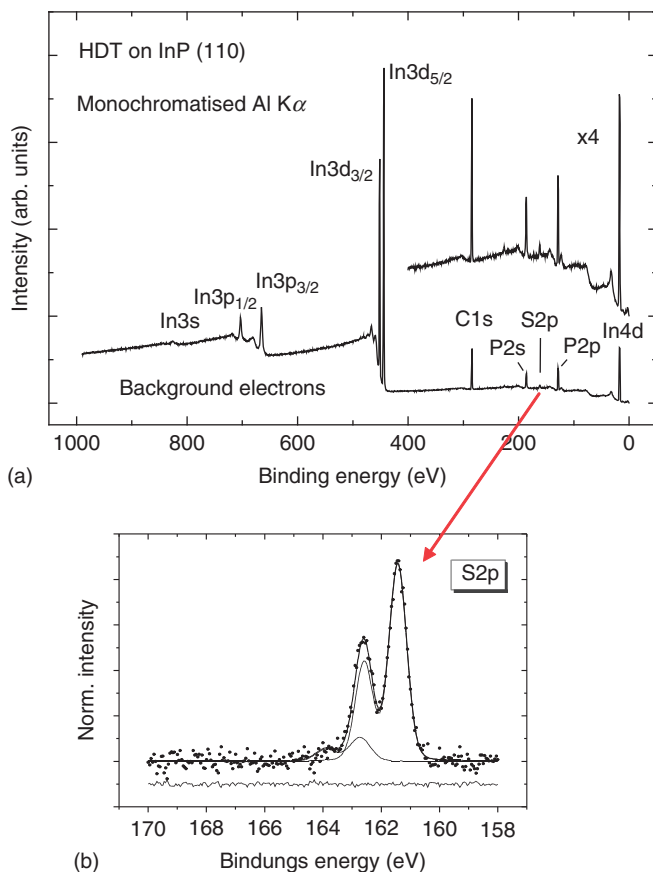 HDT on InP (110)
Monochromatised Al Kα
In3d5/2
x4
In3d3/2
In3p3/2
In3p1/2
In3s
C1s
S2p
In4d
P2s
P2p
Background electrons
Intensity (arb. units)
1000 800 600 400 200 0
Binding energy (eV)
(a)
S2p
Norm. intensity
170 168 166 164 162 160 158
Bindungs energy (eV)
(b)